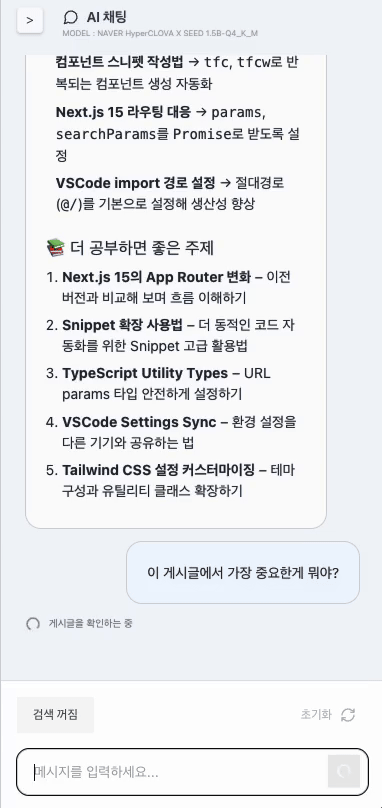 >
AI 채팅
MODEL : NAVER HyperCLOVA X SEED 1.5B-Q4_K_M
컴포넌트 스니펫 작성법 → tfc, tfcw로 반
복되는 컴포넌트 생성 자동화
Next.js 15 라우팅 대응 → params,
searchParams를 Promise로 받도록 설
정
VSCode import 경로 설정 → 절대경로
(@/)를 기본으로 설정해 생산성 향상
📚 더 공부하면 좋은 주제
1. Next.js 15의 App Router 변화 – 이전
버전과 비교해 보며 흐름 이해하기
2. Snippet 확장 사용법 – 더 동적인 코드 자
동화를 위한 Snippet 고급 활용법
3. TypeScript Utility Types – URL
params 타입 안전하게 설정하기
4. VSCode Settings Sync – 환경 설정을
다른 기기와 공유하는 법
5. Tailwind CSS 설정 커스터마이징 – 테마
구성과 유틸리티 클래스 확장하기
이 게시글에서 가장 중요한게 뭐야?
게시글을 확인하는 중
검색 꺼짐
초기화
메시지를 입력하세요...